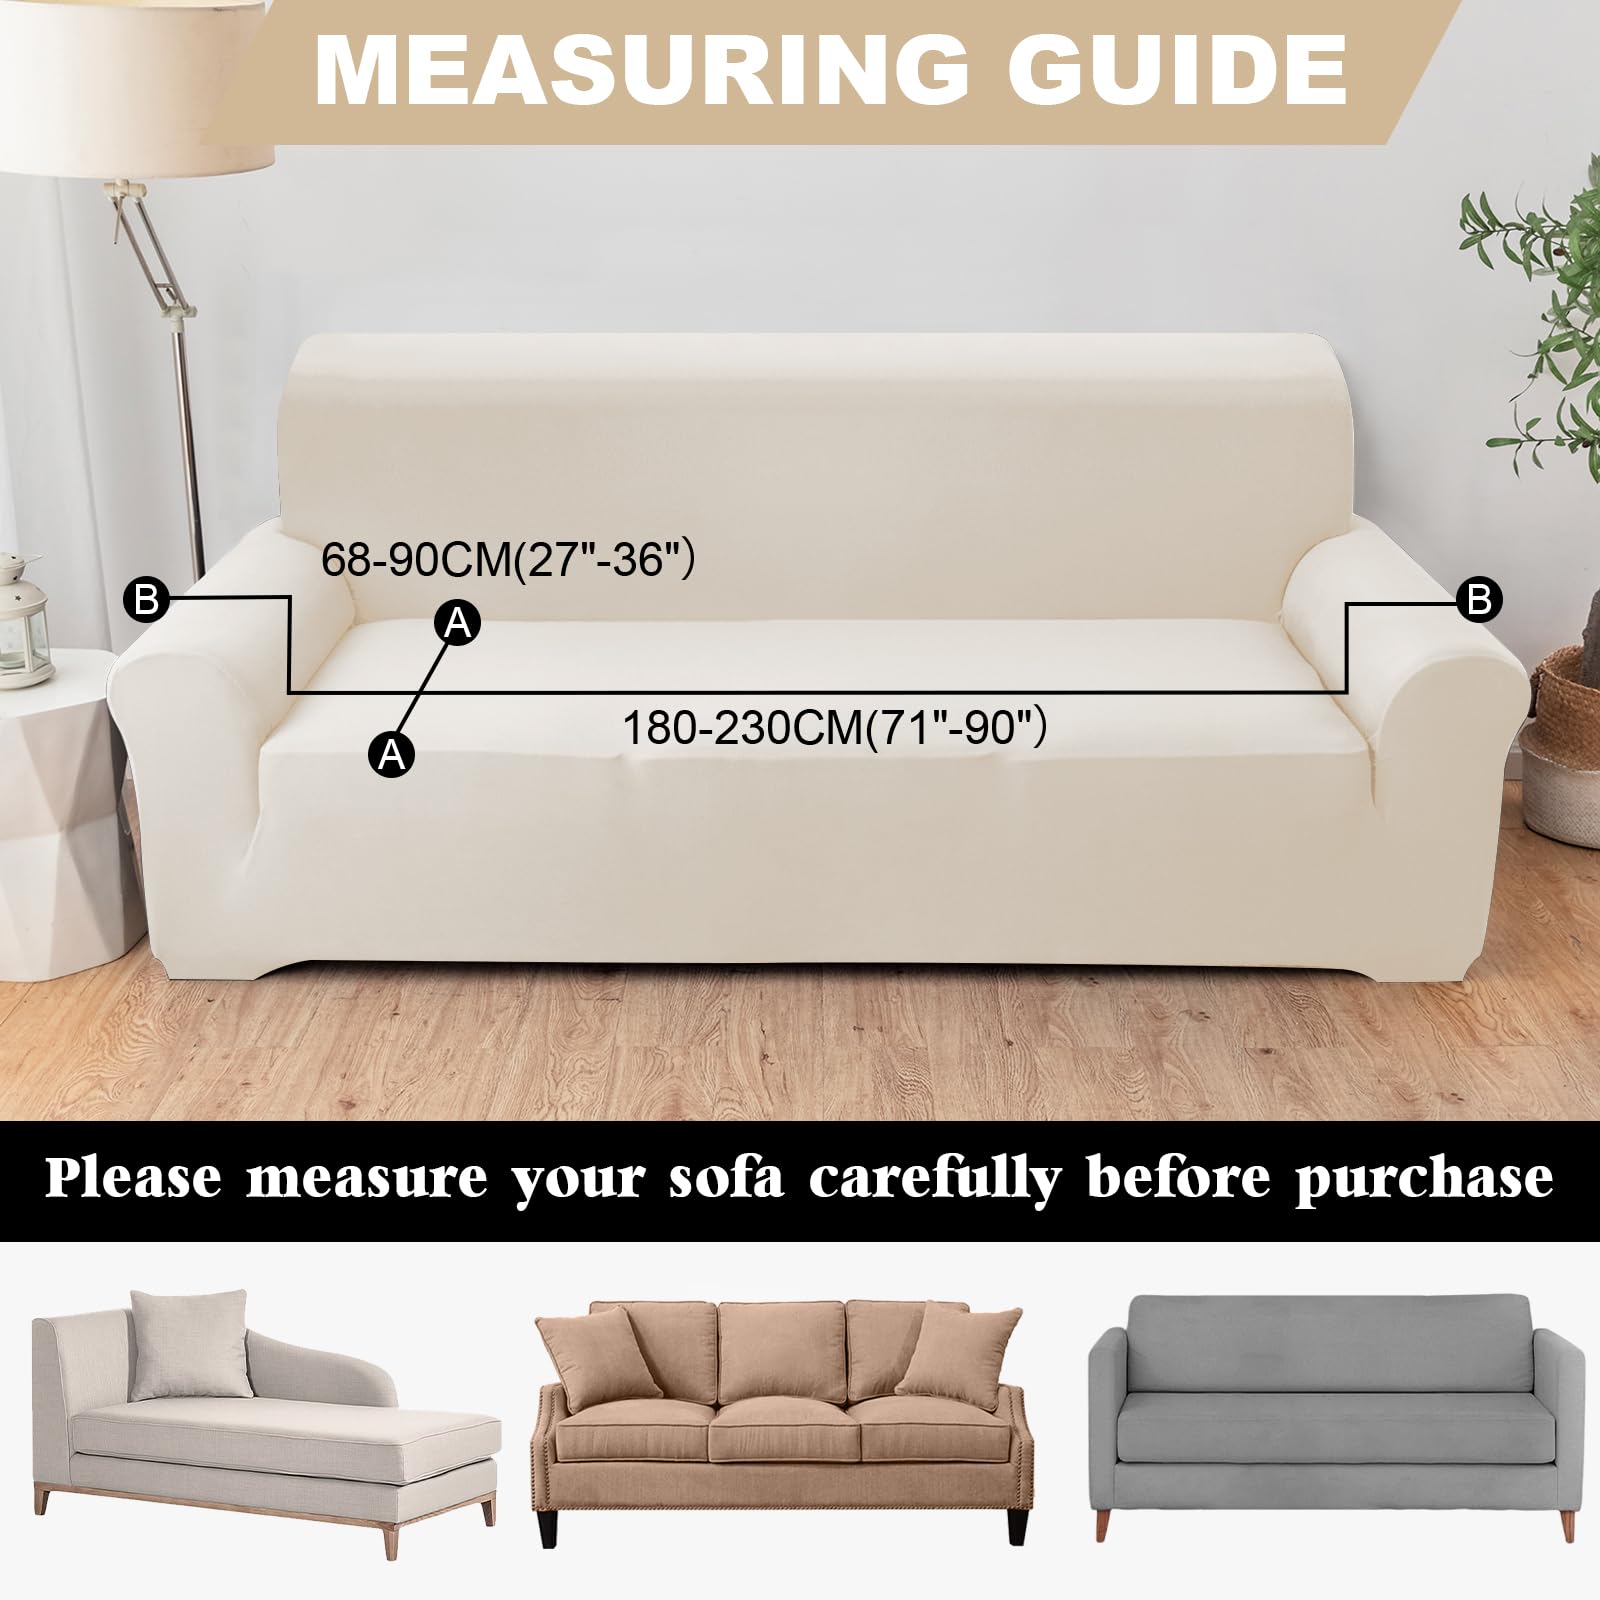 MEASURING GUIDE
68-90CM(27"-36")
B
A
B
A
180-230CM(71"-90")
Please measure your sofa carefully before purchase